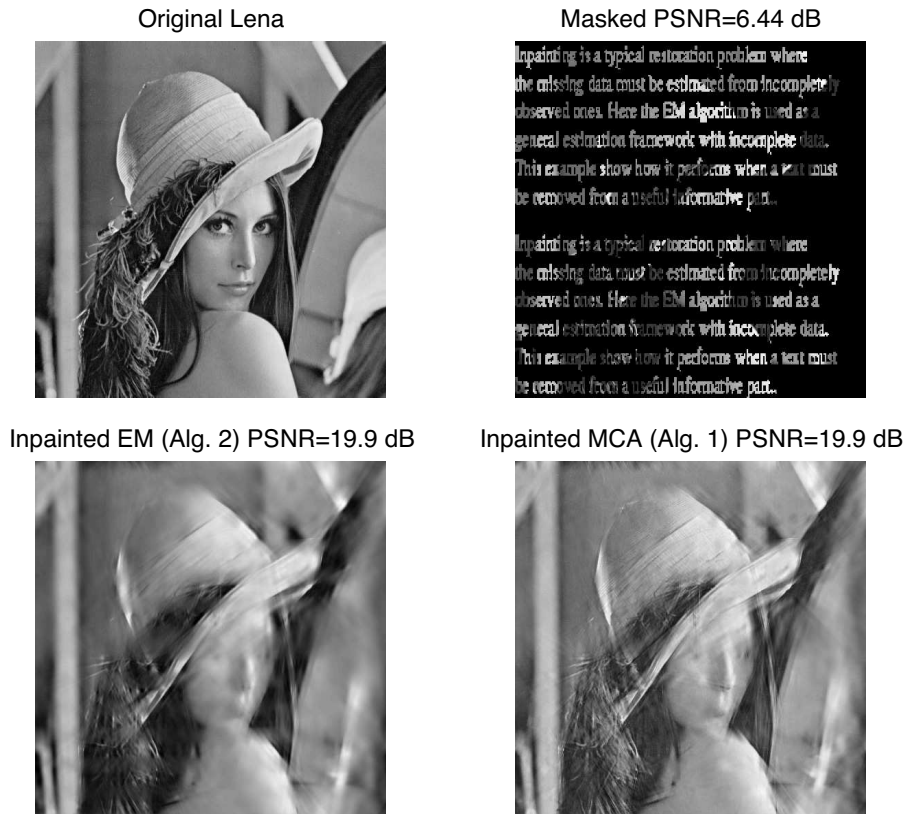 Original Lena
Masked PSNR=6.44 dB
Inpainting is a typical restoration problem where
the missing data must be estimated from incompletely
observed ones. Here the EM algorithm is used as a
general estimation framework with incomplete data.
This example show how it performs when a text must
be removed from a useful informative part..
Inpainting is a typical restoration problem where
the missing data must be estimated from incompletely
observed ones. Here the EM algorithm is used as a
general estimation framework with incomplete data.
This example show how it performs when a text must
be removed from a useful informative part..
Inpainted EM (Alg. 2) PSNR=19.9 dB
Inpainted MCA (Alg. 1) PSNR=19.9 dB